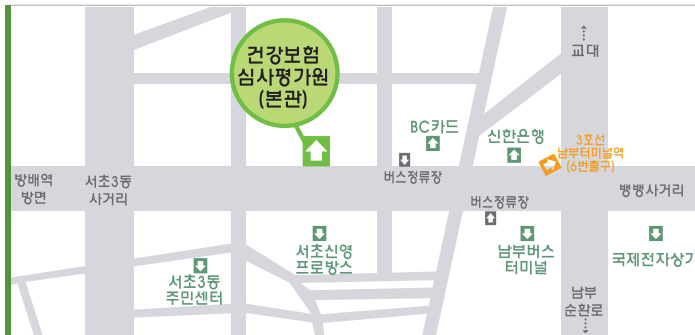 건강보험
심사평가원
(본관)
교대
BC카드
신한은행
3호선
남부터미널역
(6번출구)
방배역
방면
서초3동
사거리
버스정류장
뱅뱅사거리
버스정류장
서초신영
프로방스
남부버스
터미널
국제전자상가
서초3동
주민센터
남부
순환로